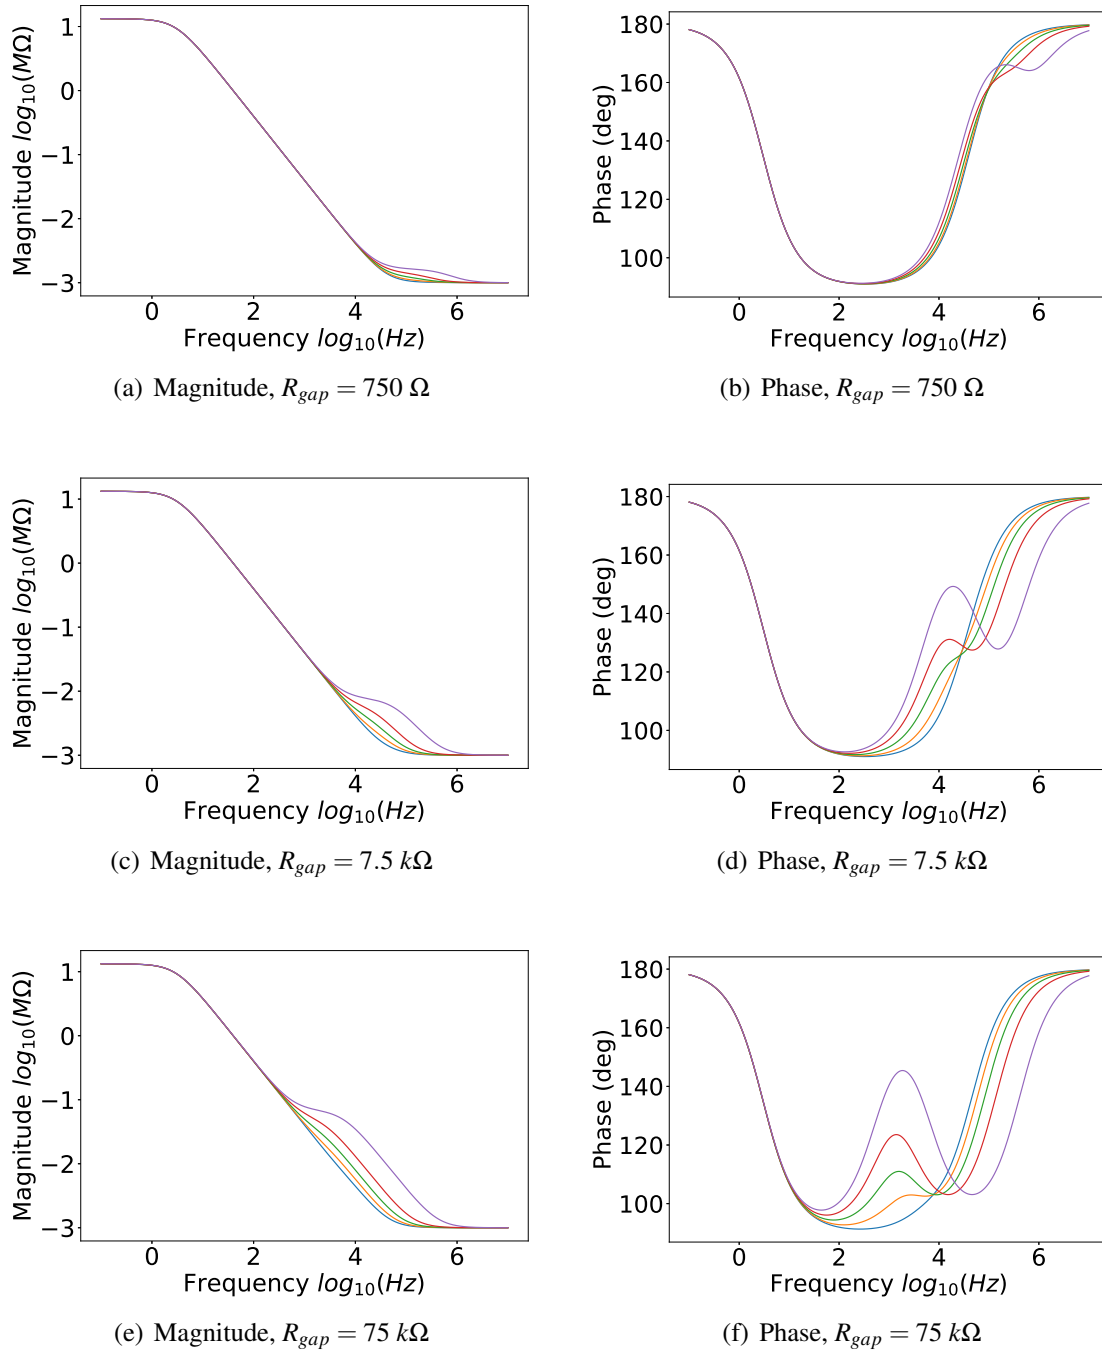 1
0
−1
−2
−3
0 2 4 6
Magnitude log10(MΩ)
Frequency log10(Hz)
(a) Magnitude, Rgap = 750 Ω
180
160
140
120
100
0 2 4 6
Phase (deg)
Frequency log10(Hz)
(b) Phase, Rgap = 750 Ω
1
0
−1
−2
−3
0 2 4 6
Magnitude log10(MΩ)
Frequency log10(Hz)
(c) Magnitude, Rgap = 7.5 kΩ
180
160
140
120
100
0 2 4 6
Phase (deg)
Frequency log10(Hz)
(d) Phase, Rgap = 7.5 kΩ
1
0
−1
−2
−3
0 2 4 6
Magnitude log10(MΩ)
Frequency log10(Hz)
(e) Magnitude, Rgap = 75 kΩ
180
160
140
120
100
0 2 4 6
Phase (deg)
Frequency log10(Hz)
(f) Phase, Rgap = 75 kΩ